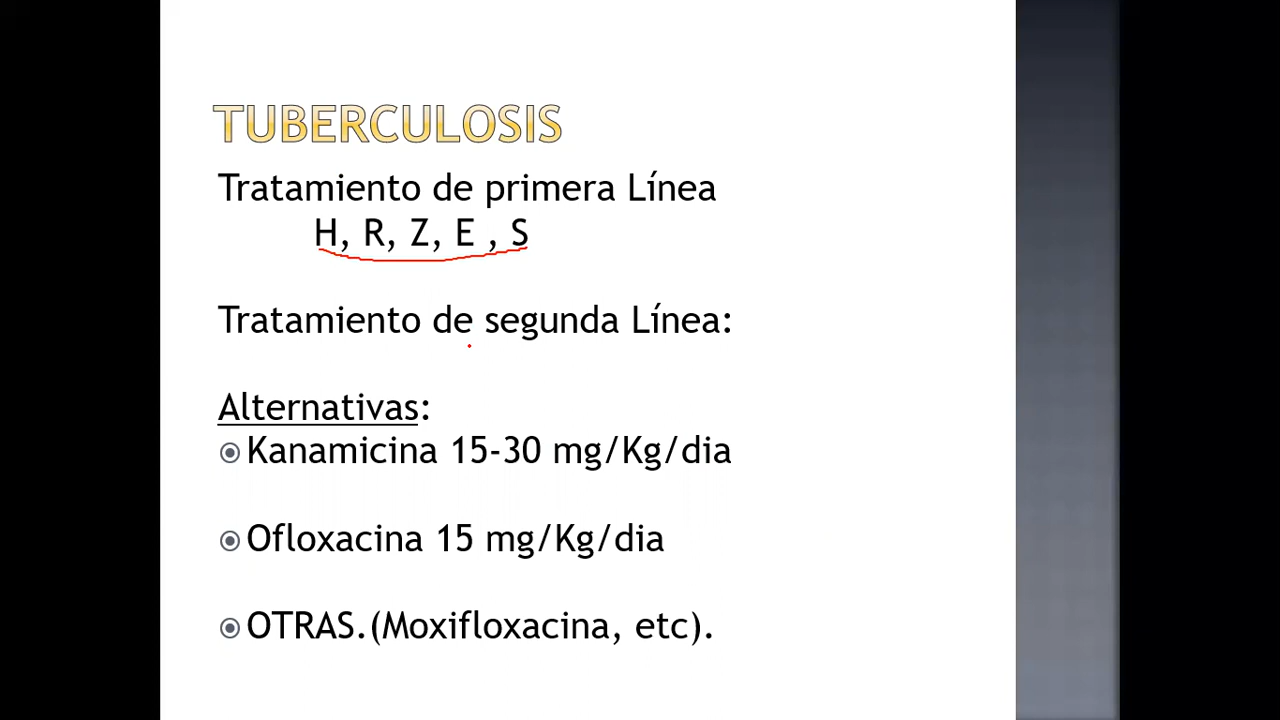 TUBERCULOSIS
Tratamiento de primera Línea
H, R, Z, E , S
Tratamiento de segunda Línea:
Alternativas:
Kanamicina 15-30 mg/Kg/dia
Ofloxacina 15 mg/Kg/dia
OTRAS.(Moxifloxacina, etc).